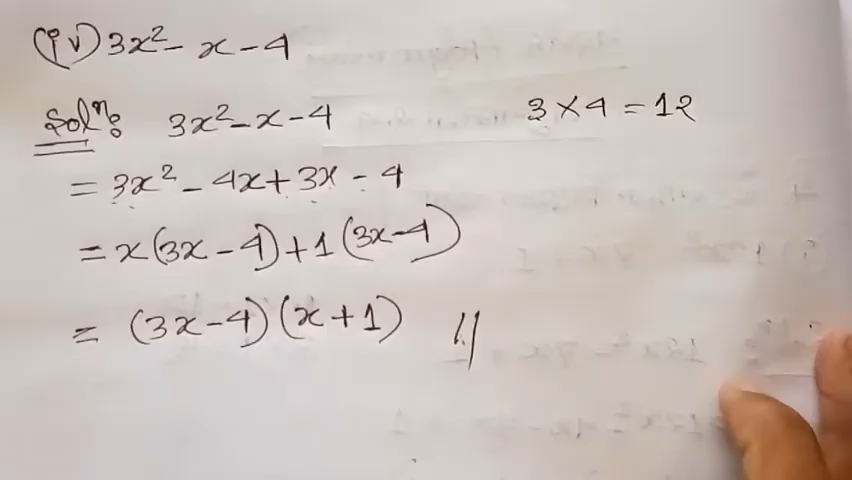 (iv) 3x² - x - 4
Solⁿ: 3x² - x - 4 3 × 4 = 12
= 3x² - 4x + 3x - 4
= x(3x - 4) + 1(3x - 4)
= (3x - 4)(x + 1) //